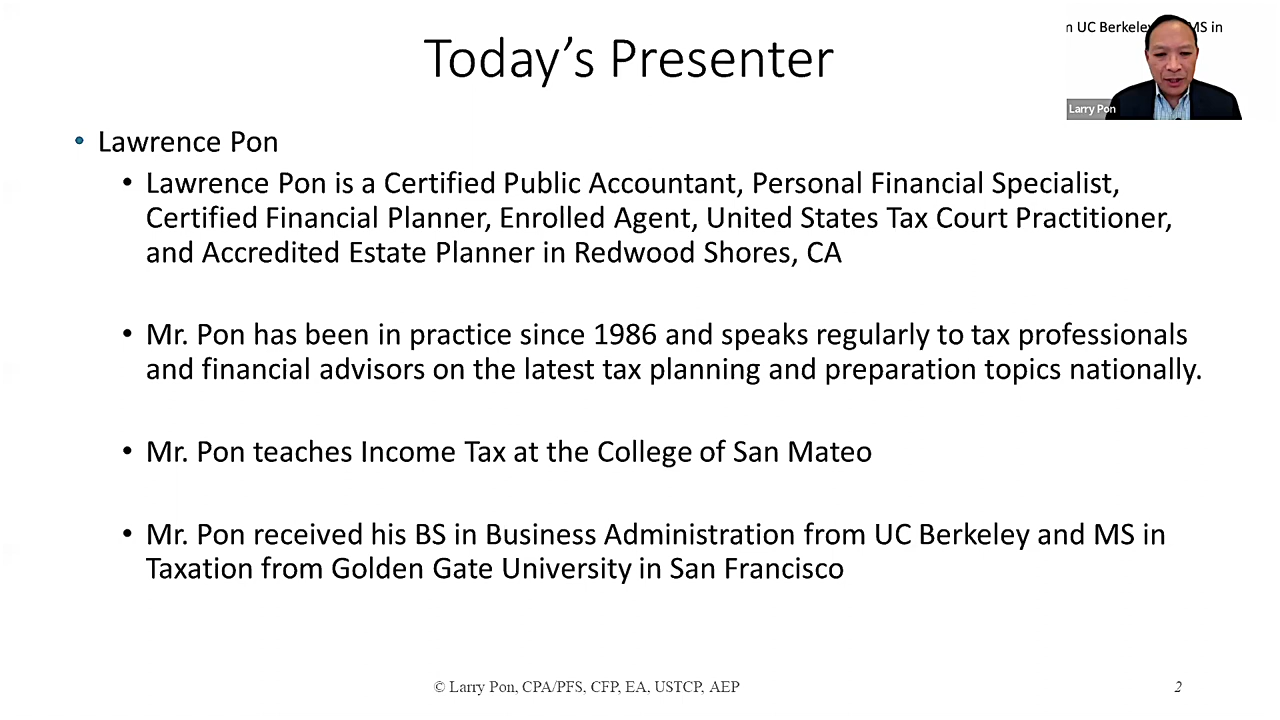 Today's Presenter
n UC Berkeley MS in
Larry Pon
• Lawrence Pon
• Lawrence Pon is a Certified Public Accountant, Personal Financial Specialist,
Certified Financial Planner, Enrolled Agent, United States Tax Court Practitioner,
and Accredited Estate Planner in Redwood Shores, CA
• Mr. Pon has been in practice since 1986 and speaks regularly to tax professionals
and financial advisors on the latest tax planning and preparation topics nationally.
• Mr. Pon teaches Income Tax at the College of San Mateo
• Mr. Pon received his BS in Business Administration from UC Berkeley and MS in
Taxation from Golden Gate University in San Francisco
© Larry Pon, CPA/PFS, CFP, EA, USTCP, AEP
2